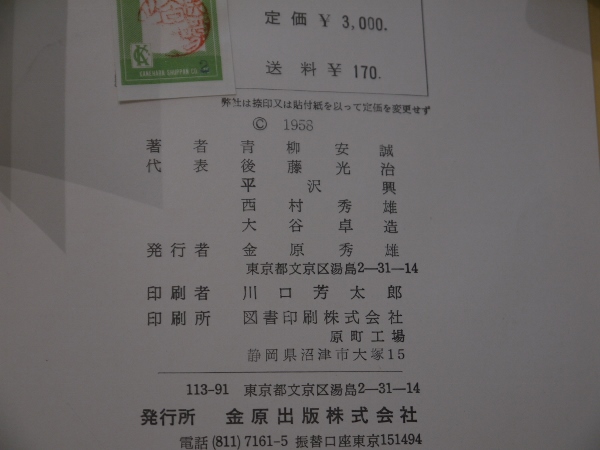 定価 ¥ 3,000.
送料 ¥ 170.
KANEHARA SHUPPAN CO. 2
弊社は捺印又は貼付紙を以って定価を変更せず
© 1958
著者 青柳安誠
代表 後藤光治
平沢興
西村秀雄
大谷卓造
発行者 金原秀雄
東京都文京区湯島2―31―14
印刷者 川口芳太郎
印刷所 図書印刷株式会社
原町工場
静岡県沼津市大塚15
113-91 東京都文京区湯島2―31―14
発行所 金原出版株式会社
電話(811)7161-5 振替口座東京151494